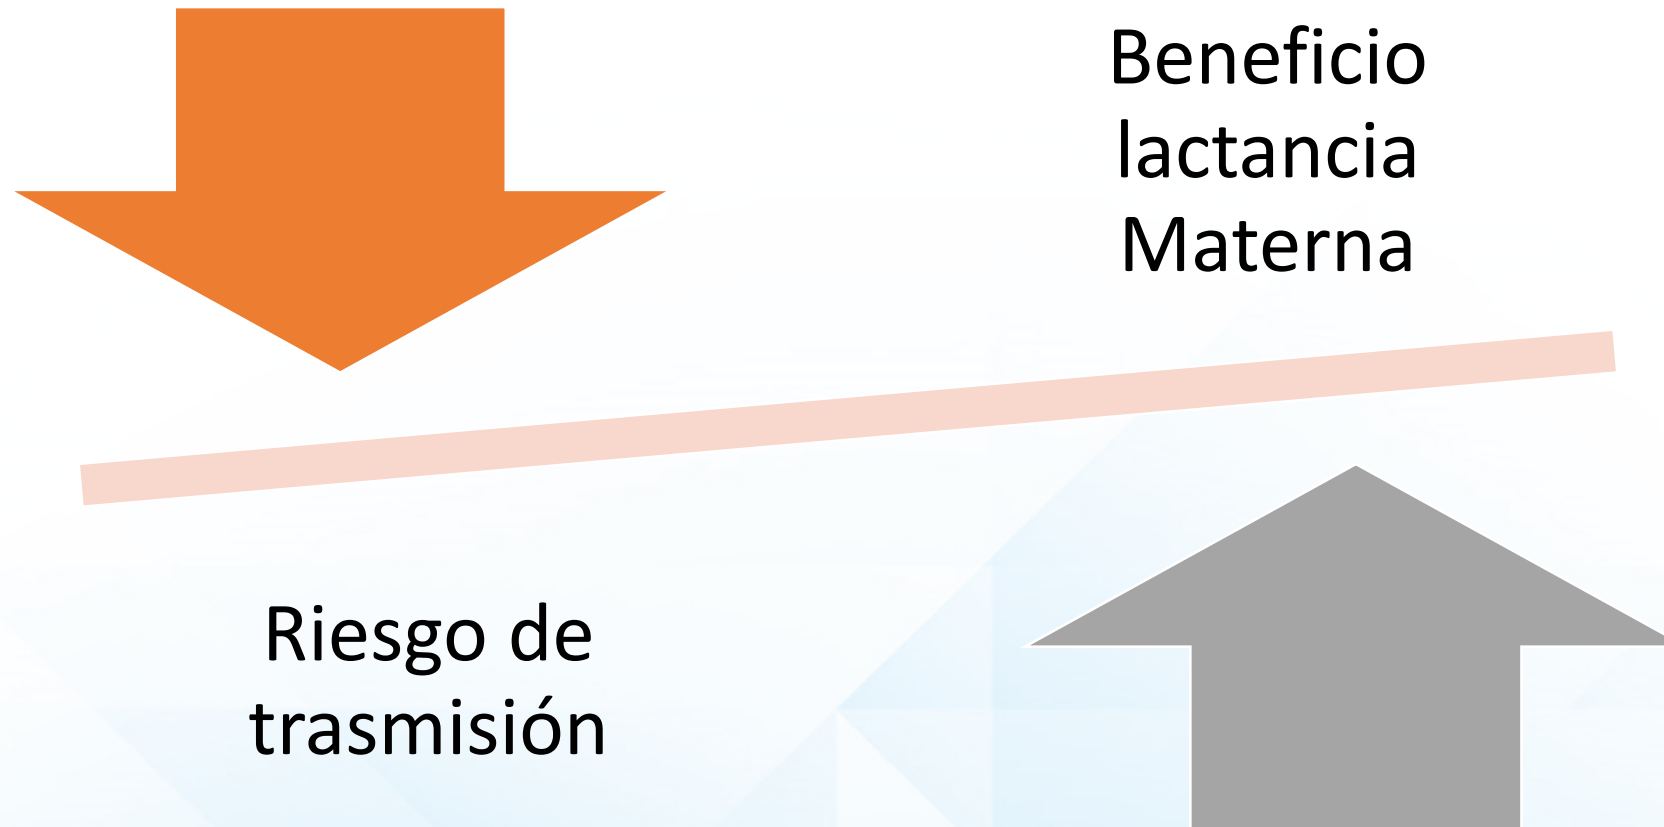 Beneficio
lactancia
Materna
Riesgo de
trasmisión